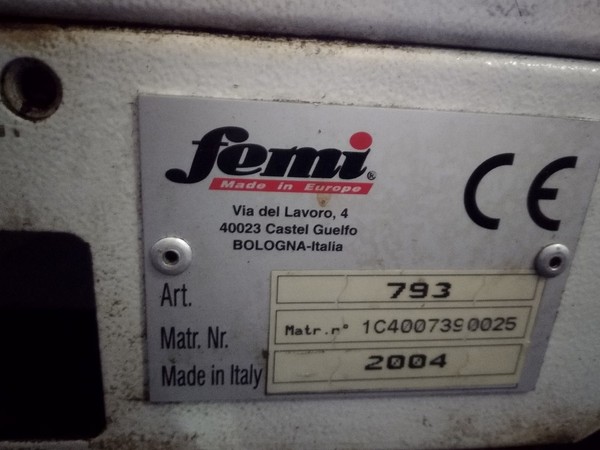 femi®
Made in Europe
Via del Lavoro, 4
40023 Castel Guelfo
BOLOGNA-Italia
CE
Art. 793
Matr. Nr. Matr.n° 1C4007390025
Made in Italy 2004